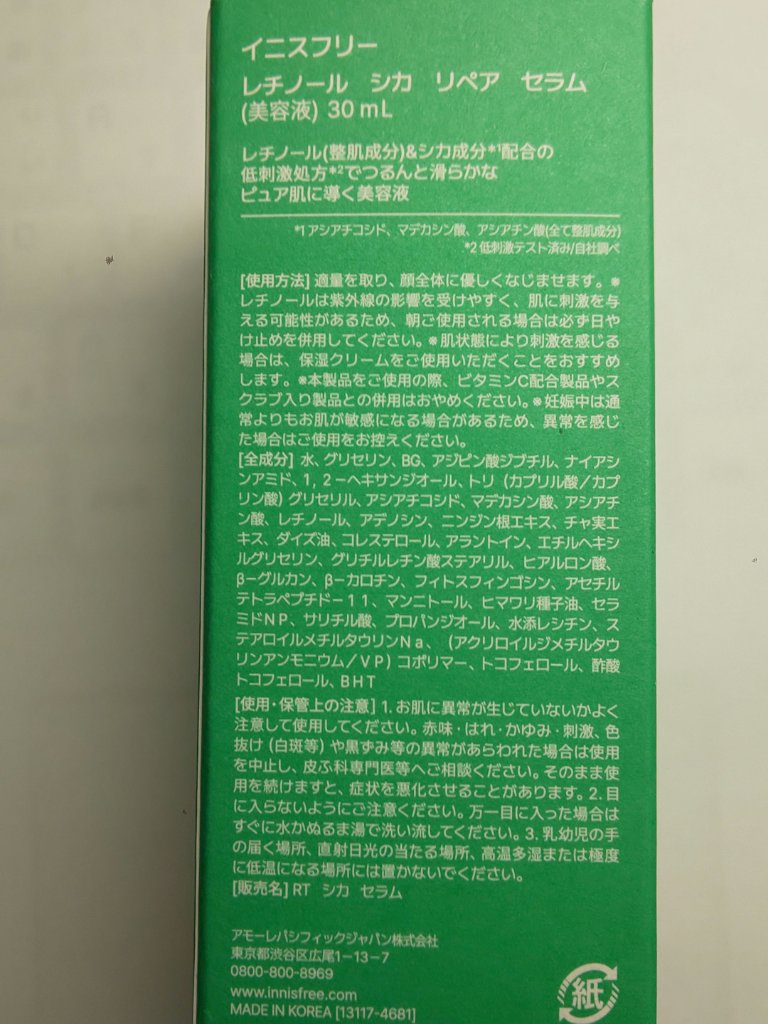 イニスフリー
レチノール　シカ　リペア　セラム
(美容液) 30 mL
レチノール(整肌成分)&シカ成分*1配合の
低刺激処方*2でつるんと滑らかな
ピュア肌に導く美容液
*1 アシアチコシド、マデカシン酸、アシアチン酸(全て整肌成分)
*2 低刺激テスト済み/自社調べ
[使用方法] 適量を取り、顔全体に優しくなじませます。※
レチノールは紫外線の影響を受けやすく、肌に刺激を与
える可能性があるため、朝ご使用される場合は必ず日や
け止めを併用してください。※肌状態により刺激を感じる
場合は、保湿クリームをご使用いただくことをおすすめ
します。※本製品をご使用の際、ビタミンC配合製品やス
クラブ入り製品との併用はおやめください。※妊娠中は通
常よりもお肌が敏感になる場合があるため、異常を感じ
た場合はご使用をお控えください。
[全成分] 水、グリセリン、BG、アジピン酸ジブチル、ナイアシ
ンアミド、1, 2－ヘキサンジオール、トリ（カプリル酸／カプ
リン酸）グリセリル、アシアチコシド、マデカシン酸、アシアチ
ン酸、レチノール、アデノシン、ニンジン根エキス、チャ実エ
キス、ダイズ油、コレステロール、アラントイン、エチルヘキシ
ルグリセリン、グリチルレチン酸ステアリル、ヒアルロン酸、
β－グルカン、β－カロチン、フィトスフィンゴシン、アセチル
テトラペプチド－１１、マンニトール、ヒマワリ種子油、セラ
ミドＮＰ、サリチル酸、プロパンジオール、水添レシチン、ス
テアロイルメチルタウリンＮａ、（アクリロイルジメチルタウ
リンアンモニウム／ＶＰ）コポリマー、トコフェロール、酢酸
トコフェロール、ＢＨＴ
[使用・保管上の注意] 1. お肌に異常が生じていないかよく
注意して使用してください。赤味・はれ・かゆみ・刺激、色
抜け（白斑等）や黒ずみ等の異常があらわれた場合は使用
を中止し、皮ふ科専門医等へご相談ください。そのまま使
用を続けますと、症状を悪化させることがあります。2. 目
に入らないようにご注意ください。万一目に入った場合は
すぐに水かぬるま湯で洗い流してください。3. 乳幼児の手
の届く場所、直射日光の当たる場所、高温多湿または極度
に低温になる場所には置かないでください。
[販売名] RT　シカ　セラム
アモーレパシフィックジャパン株式会社
東京都渋谷区広尾1－13－7
0800-800-8969
www.innisfree.com
MADE IN KOREA [13117-4681]
紙